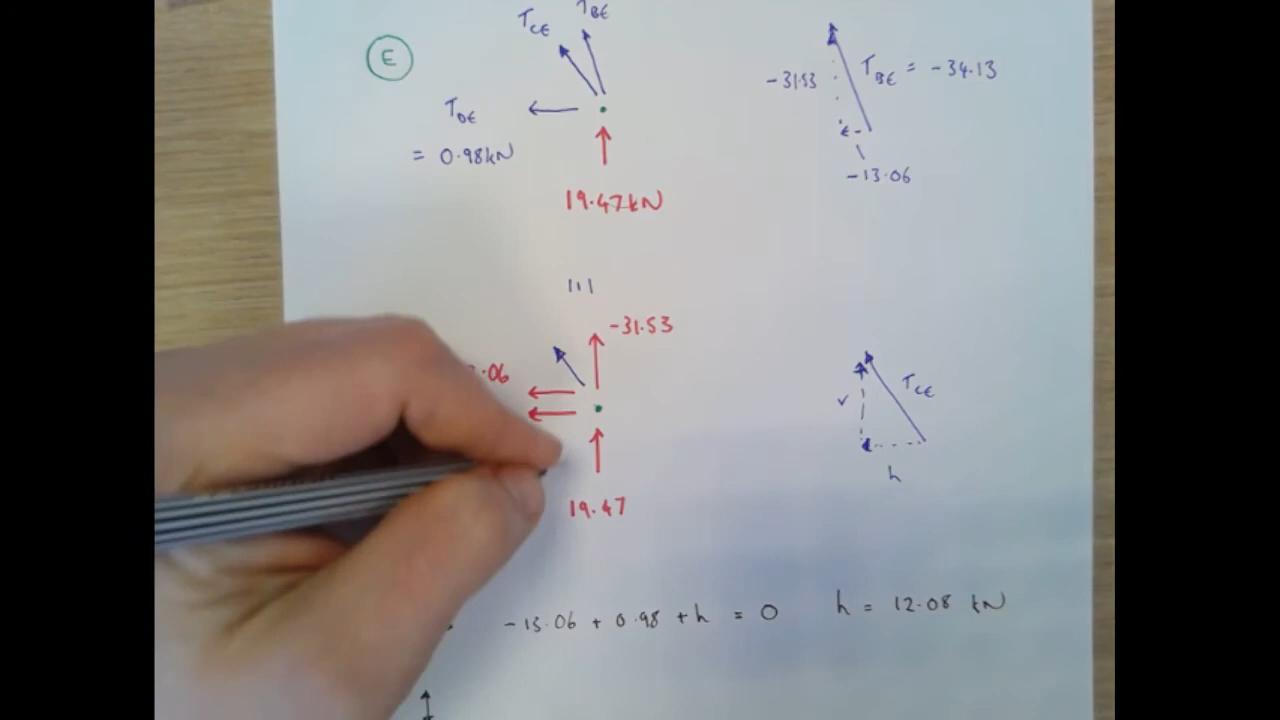 T_CE T_BE
E
-31.53 T_BE = -34.13
T_DE
= 0.98kN
-13.06
19.47kN
-31.53
.06
T_CE
v
h
19.47
-13.06 + 0.98 + h = 0 h = 12.08 kN